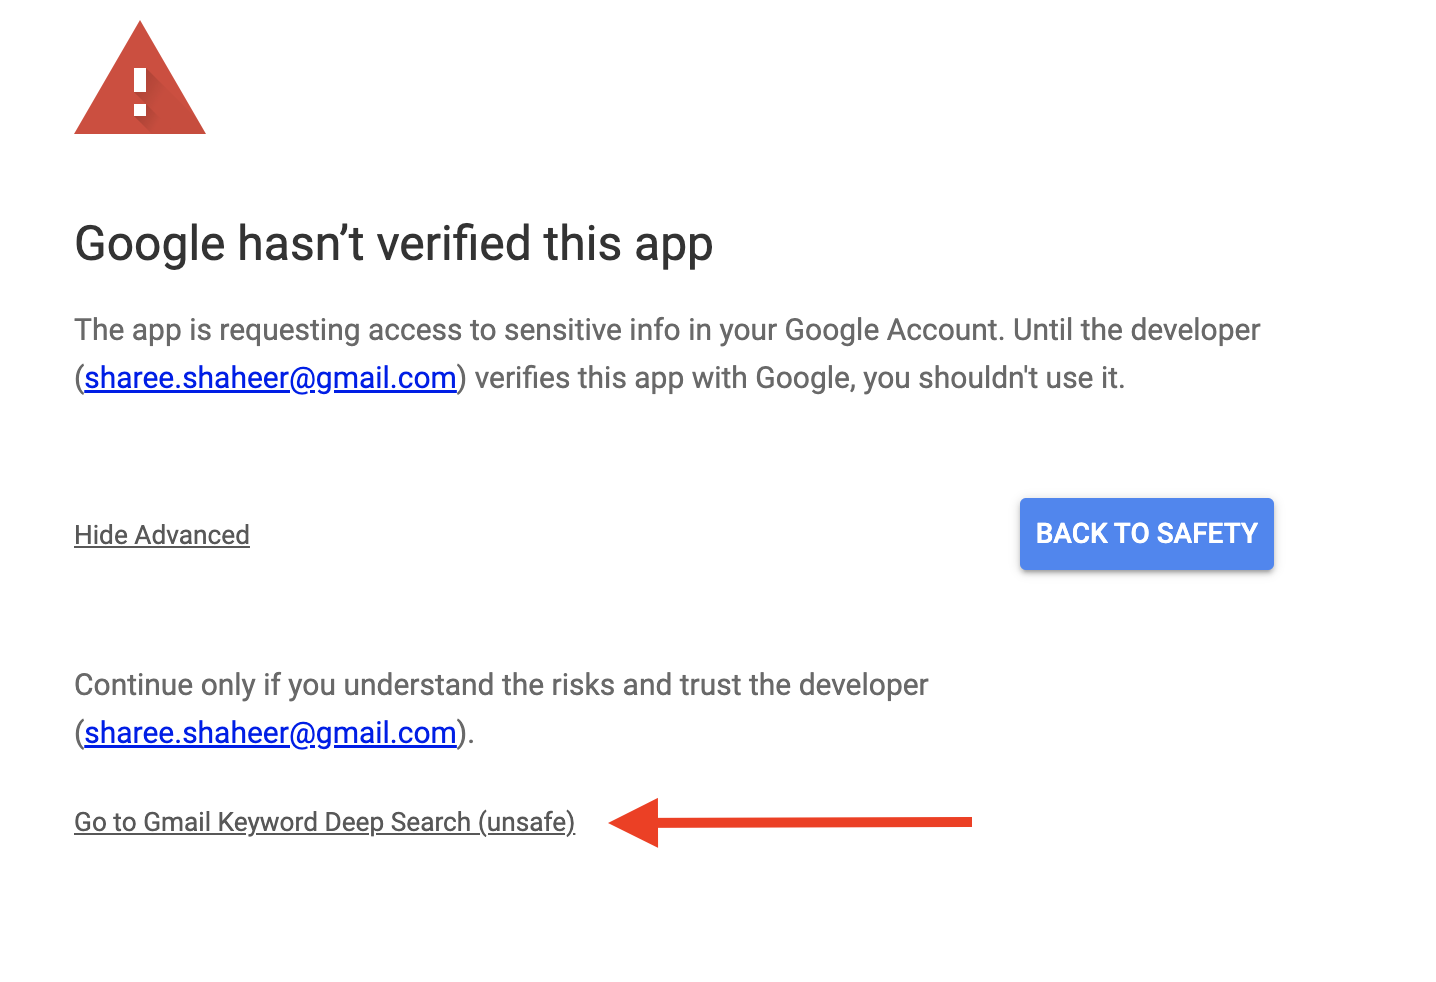 Google hasn’t verified this app
The app is requesting access to sensitive info in your Google Account. Until the developer
(sharee.shaheer@gmail.com) verifies this app with Google, you shouldn't use it.
Hide Advanced
BACK TO SAFETY
Continue only if you understand the risks and trust the developer
(sharee.shaheer@gmail.com).
Go to Gmail Keyword Deep Search (unsafe)